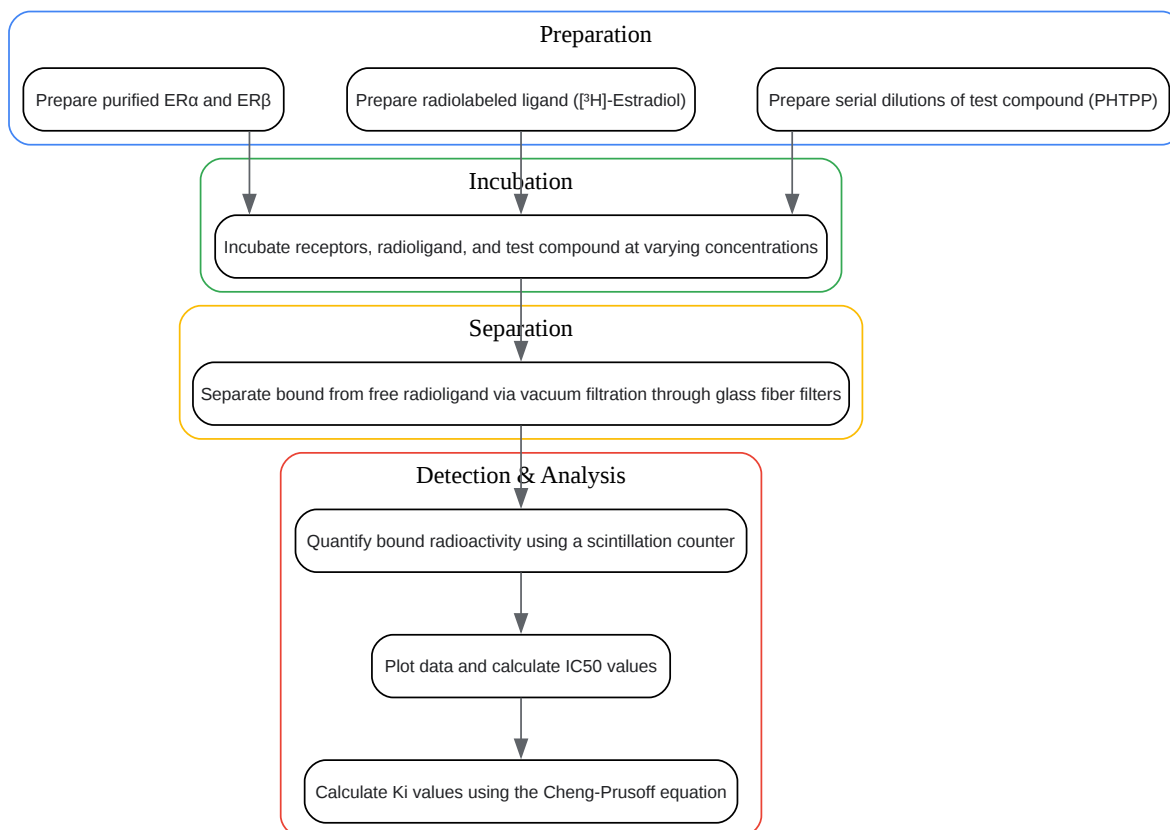 Preparation
Prepare purified ERα and ERβ
Prepare radiolabeled ligand ([³H]-Estradiol)
Prepare serial dilutions of test compound (PHTPP)
Incubation
Incubate receptors, radioligand, and test compound at varying concentrations
Separation
Separate bound from free radioligand via vacuum filtration through glass fiber filters
Detection & Analysis
Quantify bound radioactivity using a scintillation counter
Plot data and calculate IC50 values
Calculate Ki values using the Cheng-Prusoff equation